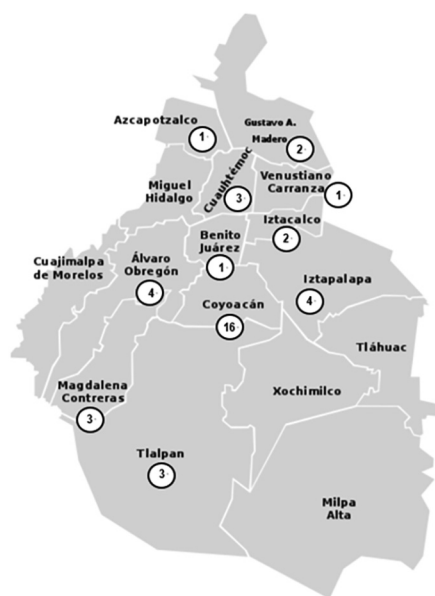 Azcapotzalco
1
Gustavo A.
Madero
2
Miguel
Hidalgo
Cuauhtémoc
3
Venustiano
Carranza
1
Iztacalco
2
Cuajimalpa
de Morelos
Álvaro
Obregón
4
Benito
Juárez
1
Iztapalapa
4
Coyoacán
16
Tláhuac
Magdalena
Contreras
3
Xochimilco
Tlalpan
3
Milpa
Alta